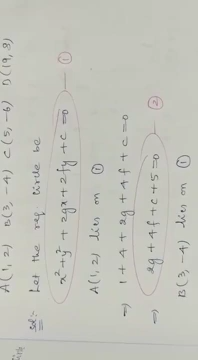 A(1, 2) B(3, -4) C(5, -6) D(19, 8)
Sol:- Let the req circle be
x² + y² + 2gx + 2fy + c = 0 — ①
A(1, 2) lies on ①
⇒ 1 + 4 + 2g + 4f + c = 0
⇒ 2g + 4f + c + 5 = 0 — ②
B(3, -4) lies on ①